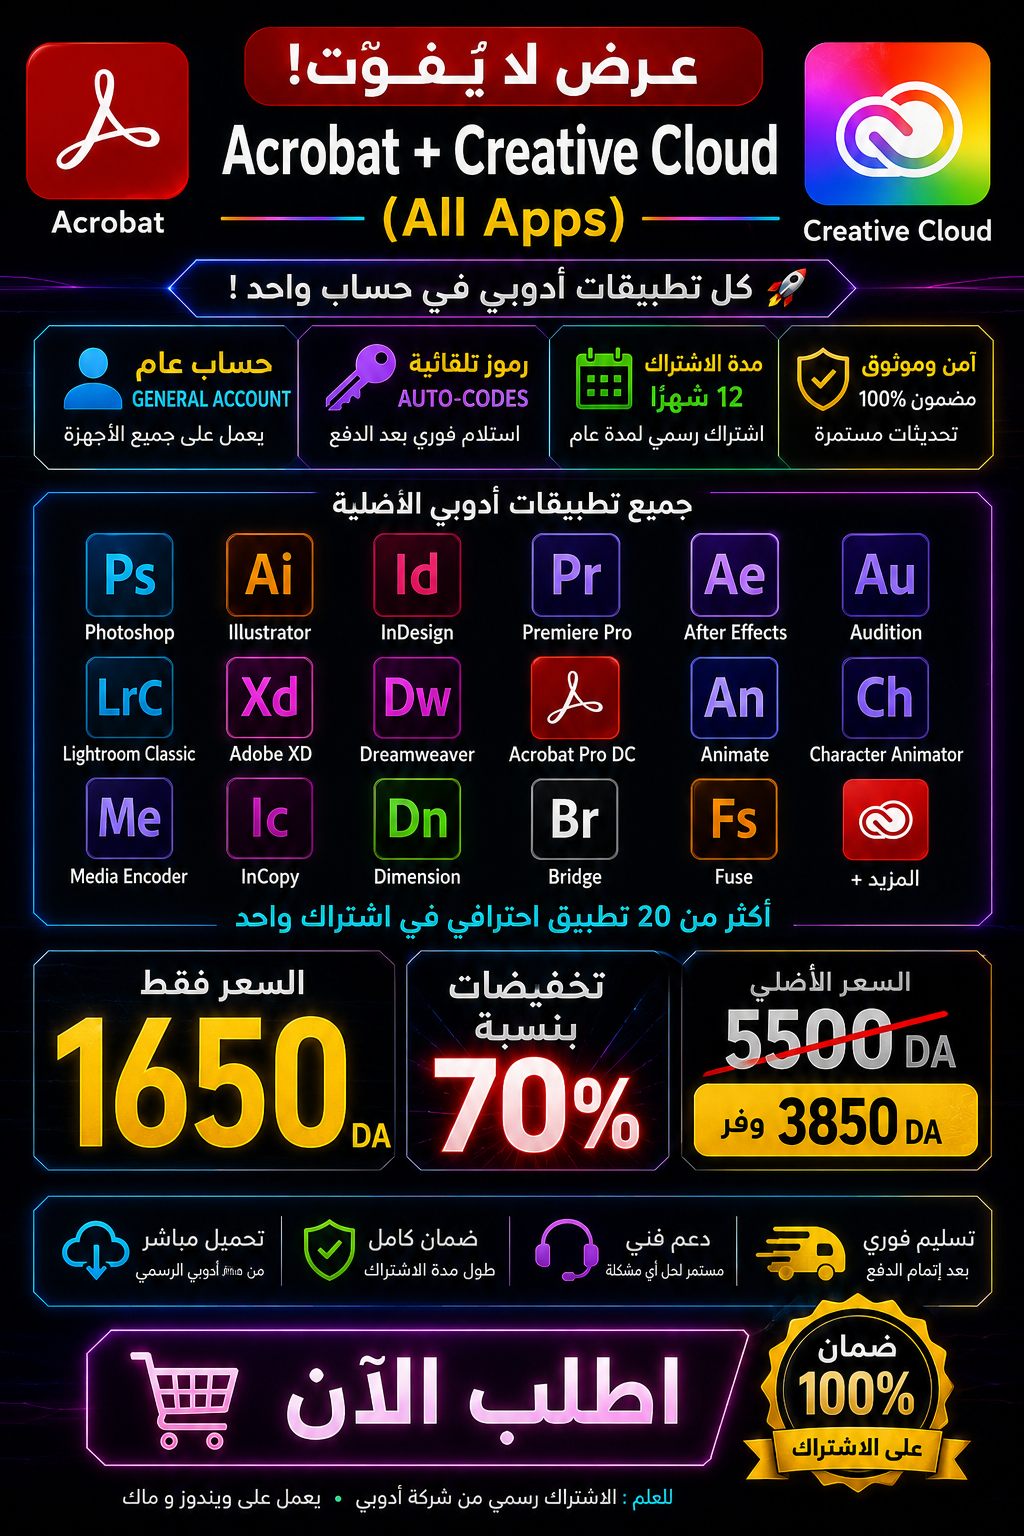 عـرض لا يُـفـوّت!
Acrobat + Creative Cloud
(All Apps)
Acrobat
Creative Cloud
كل تطبيقات أدوبي في حساب واحد !
حساب عام
GENERAL ACCOUNT
يعمل على جميع الأجهزة
رموز تلقائية
AUTO-CODES
استلام فوري بعد الدفع
مدة الاشتراك
12 شهرًا
اشتراك رسمي لمدة عام
آمن وموثوق
مضمون 100%
تحديثات مستمرة
جميع تطبيقات أدوبي الأضلية
Ps
Ai
Id
Pr
Ae
Au
Photoshop
Illustrator
InDesign
Premiere Pro
After Effects
Audition
LrC
Xd
Dw
An
Ch
Lightroom Classic
Adobe XD
Dreamweaver
Acrobat Pro DC
Animate
Character Animator
Me
Ic
Dn
Br
Fs
Media Encoder
InCopy
Dimension
Bridge
Fuse
المزيد +
أكثر من 20 تطبيق احترافي في اشتراك واحد
السعر فقط
1650 DA
تخفيضات
بنسبة
70%
السعر الأضلي
5500 DA
وفر 3850 DA
تحميل مباشر
من أدوبي الرسمي
ضمان كامل
طول مدة الاشتراك
دعم فني
مستمر لحل أي مشكلة
تسليم فوري
بعد إتمام الدفع
اطلب الآن
ضمان
100%
على الاشتراك
للعلم : الاشتراك رسمي من شركة أدوبي • يعمل على ويندوز و ماك